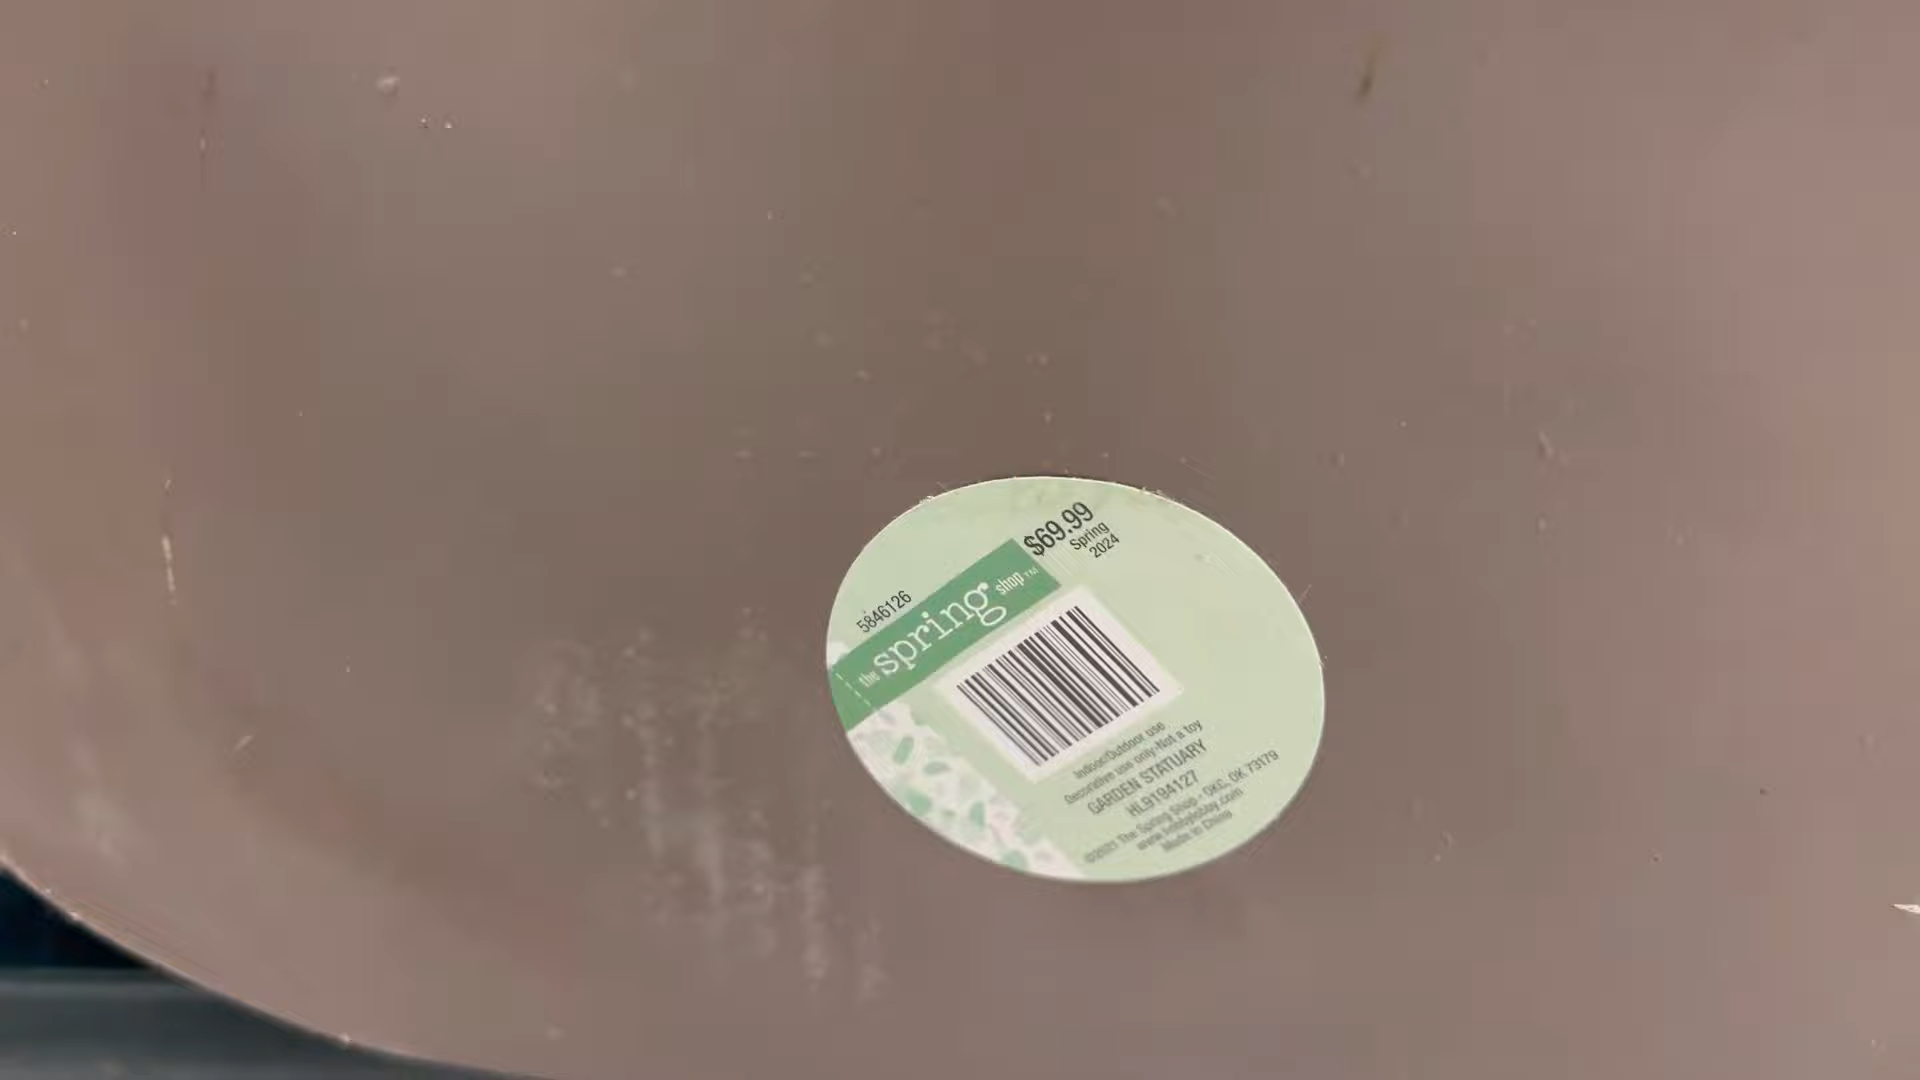 $69.99
Spring
2024
5846126
the spring shop™
Indoor/Outdoor use
Decorative use only-Not a toy
GARDEN STATUARY
HL9194127
©2021 The Spring Shop - OKC, OK 73179
www.hobbylobby.com
Made in China